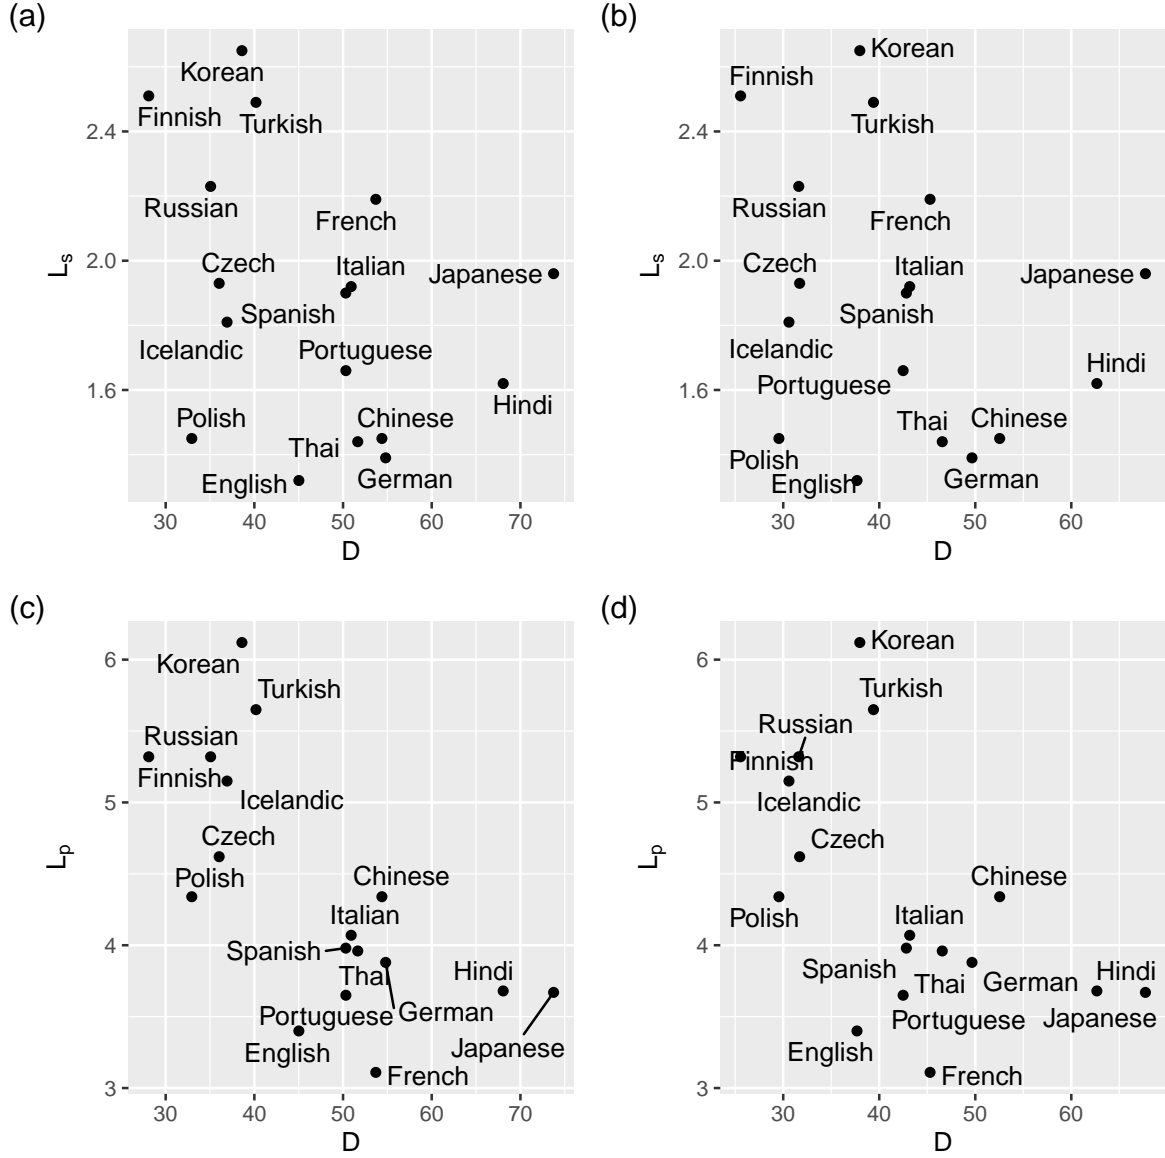 (a)
Korean
Finnish
Turkish
Russian
French
Czech
Italian
Japanese
Spanish
Icelandic
Portuguese
Hindi
Polish
Chinese
Thai
English
German
2.4
2.0
1.6
Ls
30 40 50 60 70
D
(b)
Korean
Finnish
Turkish
Russian
French
Czech
Italian
Japanese
Spanish
Icelandic
Hindi
Portuguese
Thai
Chinese
Polish
English
German
2.4
2.0
1.6
Ls
30 40 50 60
D
(c)
Korean
Turkish
Russian
Finnish
Icelandic
Czech
Polish
Chinese
Italian
Spanish
Thai
Hindi
Portuguese
German
English
Japanese
French
6
5
4
3
Lp
30 40 50 60 70
D
(d)
Korean
Turkish
Russian
Finnish
Icelandic
Czech
Chinese
Polish
Italian
Spanish
Thai
German
Hindi
Portuguese
Japanese
English
French
6
5
4
3
Lp
30 40 50 60
D